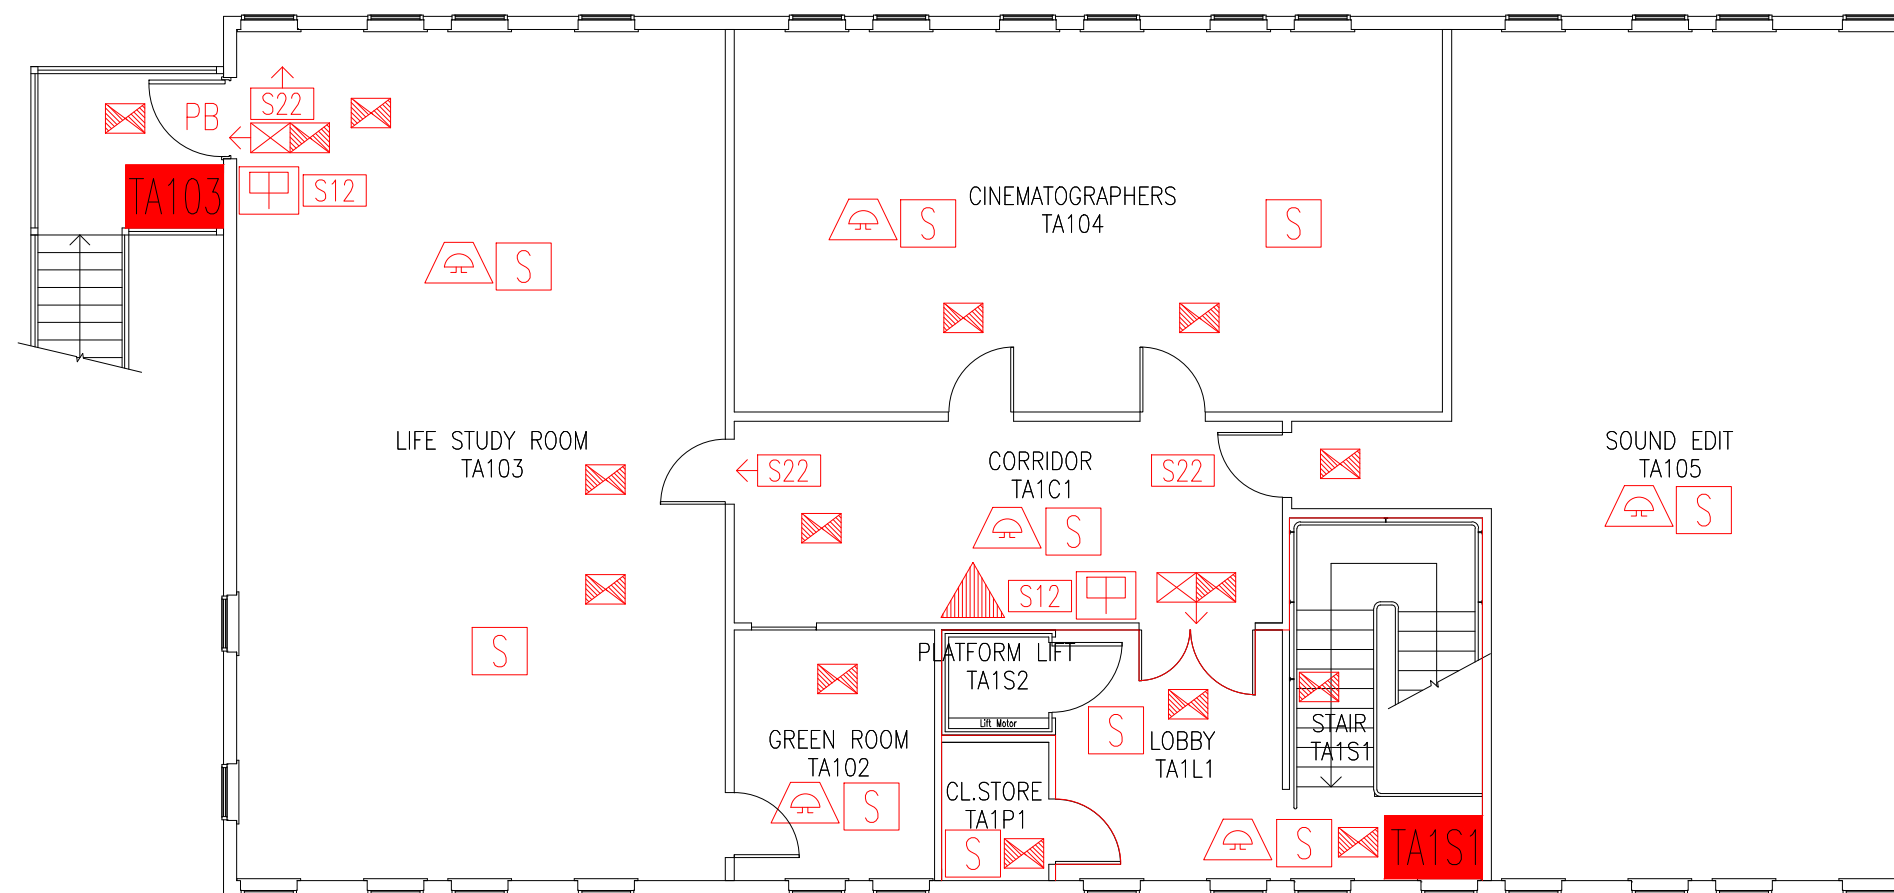 S22
PB
TA103
S12
S
CINEMATOGRAPHERS
TA104
S
S
LIFE STUDY ROOM
TA103
S22
CORRIDOR
TA1C1
S22
SOUND EDIT
TA105
S
S
S12
S
PLATFORM LIFT
TA1S2
Lift Motor
S
LOBBY
TA1L1
STAIR
TA1S1
GREEN ROOM
TA102
S
CL.STORE
TA1P1
S
S
TA1S1